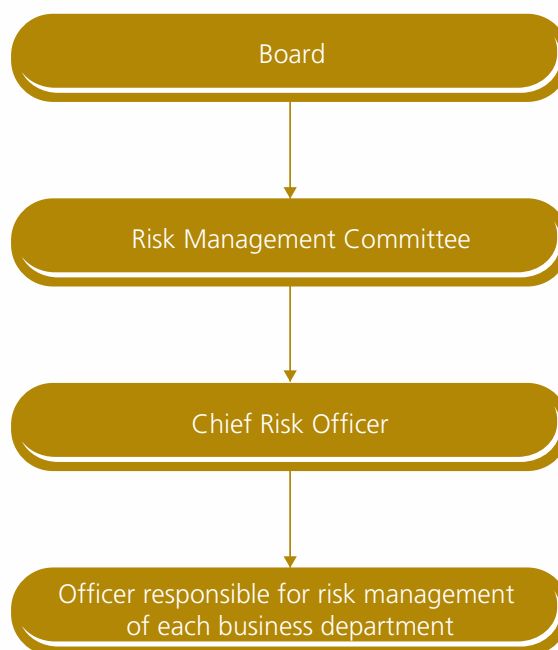 Board
Risk Management Committee
Chief Risk Officer
Officer responsible for risk management
of each business department